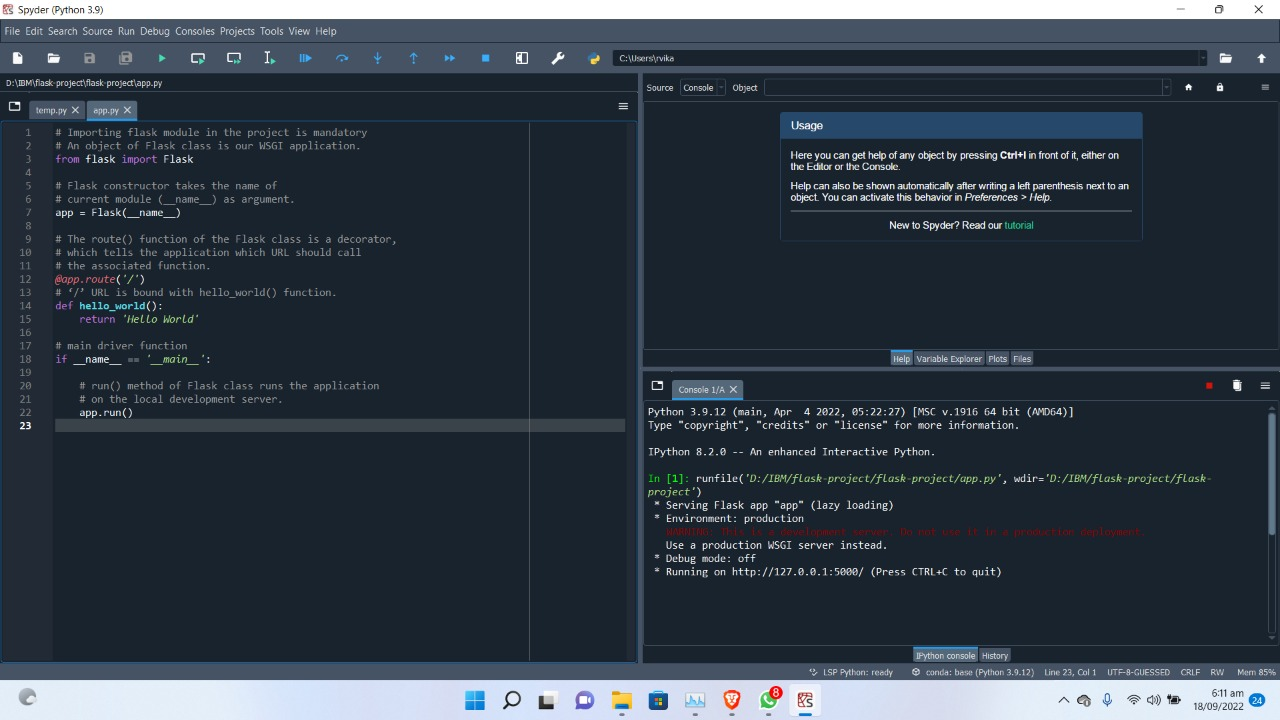 Spyder (Python 3.9)
File Edit Search Source Run Debug Consoles Projects Tools View Help
C:\Users\rvika
D:\IBM\flask-project\flask-project\app.py
temp.py
app.py
1 # Importing flask module in the project is mandatory
2 # An object of Flask class is our WSGI application.
3 from flask import Flask
4
5 # Flask constructor takes the name of
6 # current module (__name__) as argument.
7 app = Flask(__name__)
8
9 # The route() function of the Flask class is a decorator,
10 # which tells the application which URL should call
11 # the associated function.
12 @app.route('/')
13 # ‘/’ URL is bound with hello_world() function.
14 def hello_world():
15 return 'Hello World'
16
17 # main driver function
18 if __name__ == '__main__':
19
20 # run() method of Flask class runs the application
21 # on the local development server.
22 app.run()
23
Source Console Object
Usage
Here you can get help of any object by pressing Ctrl+I in front of it, either on
the Editor or the Console.
Help can also be shown automatically after writing a left parenthesis next to an
object. You can activate this behavior in Preferences > Help.
New to Spyder? Read our tutorial
Help Variable Explorer Plots Files
Console 1/A
Python 3.9.12 (main, Apr  4 2022, 05:22:27) [MSC v.1916 64 bit (AMD64)]
Type "copyright", "credits" or "license" for more information.
IPython 8.2.0 -- An enhanced Interactive Python.
In [1]: runfile('D:/IBM/flask-project/flask-project/app.py', wdir='D:/IBM/flask-project/flask-
project')
* Serving Flask app "app" (lazy loading)
* Environment: production
WARNING: This is a development server. Do not use it in a production deployment.
Use a production WSGI server instead.
* Debug mode: off
* Running on http://127.0.0.1:5000/ (Press CTRL+C to quit)
IPython console History
LSP Python: ready conda: base (Python 3.9.12) Line 23, Col 1 UTF-8-GUESSED CRLF RW Mem 85%
8
6:11 am
18/09/2022
24